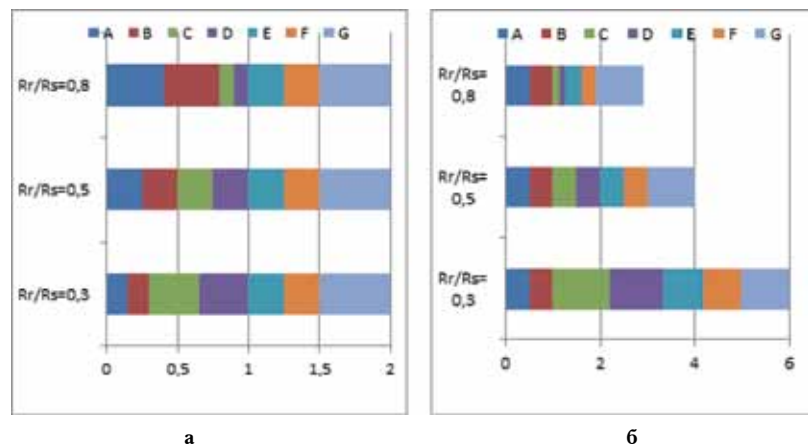 A B C D E F G
Rr/Rs=0,8
Rr/Rs=0,5
Rr/Rs=0,3
0 0,5 1 1,5 2
а
A B C D E F G
Rr/Rs=
0,8
Rr/Rs=
0,5
Rr/Rs=
0,3
0 2 4 6
б